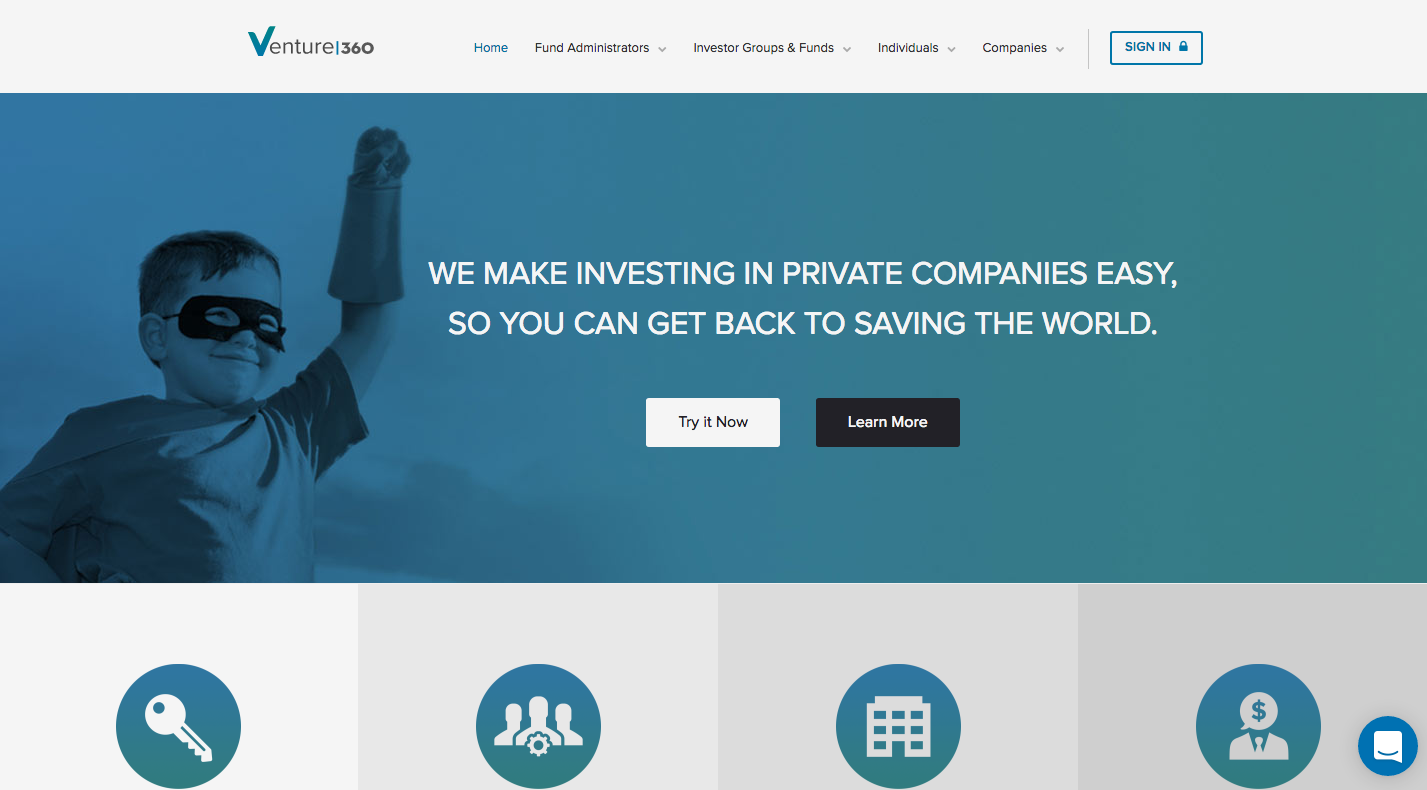 Venture|360
Home
Fund Administrators
Investor Groups & Funds
Individuals
Companies
SIGN IN
WE MAKE INVESTING IN PRIVATE COMPANIES EASY,
SO YOU CAN GET BACK TO SAVING THE WORLD.
Try it Now
Learn More
$